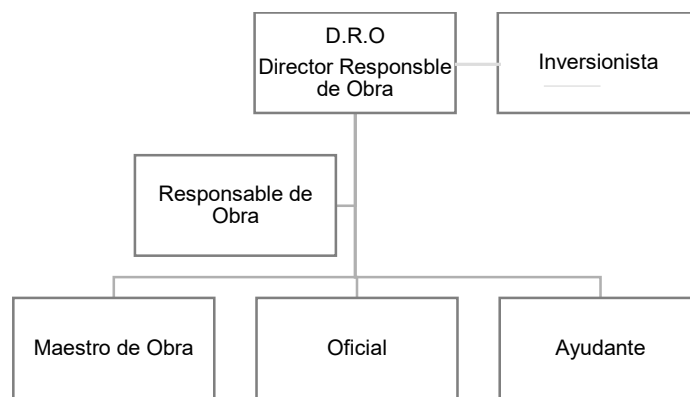 D.R.O
Director Responsble
de Obra
Inversionista
Responsable de
Obra
Maestro de Obra
Oficial
Ayudante